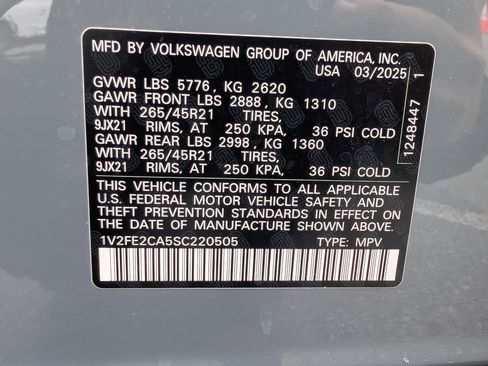 MFD BY VOLKSWAGEN GROUP OF AMERICA, INC.
USA 03/2025
GVWR LBS 5776, KG 2620
GAWR FRONT LBS 2888, KG 1310
WITH 265/45R21 TIRES,
9JX21 RIMS, AT 250 KPA, 36 PSI COLD
GAWR REAR LBS 2998, KG 1360
WITH 265/45R21 TIRES,
9JX21 RIMS, AT 250 KPA, 36 PSI COLD
THIS VEHICLE CONFORMS TO ALL APPLICABLE
U.S. FEDERAL MOTOR VEHICLE SAFETY AND
THEFT PREVENTION STANDARDS IN EFFECT ON
THE DATE OF MANUFACTURE SHOWN ABOVE.
1V2FE2CA5SC220505 TYPE: MPV
1248447 1